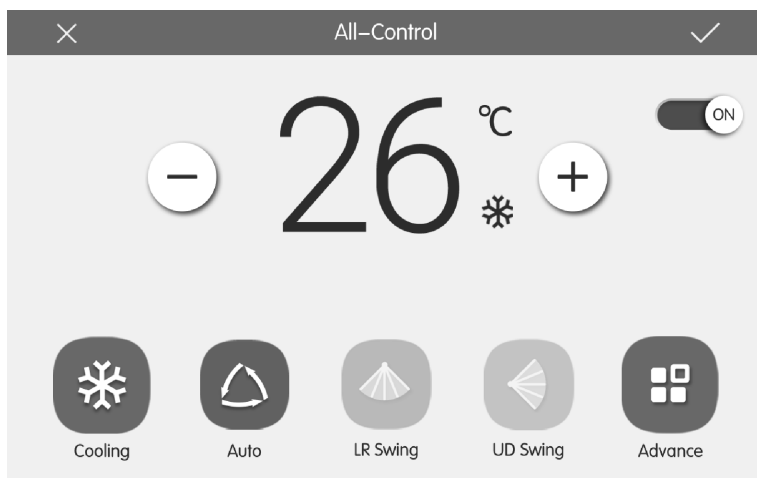 All-Control
ON
26 °C
Cooling
Auto
LR Swing
UD Swing
Advance